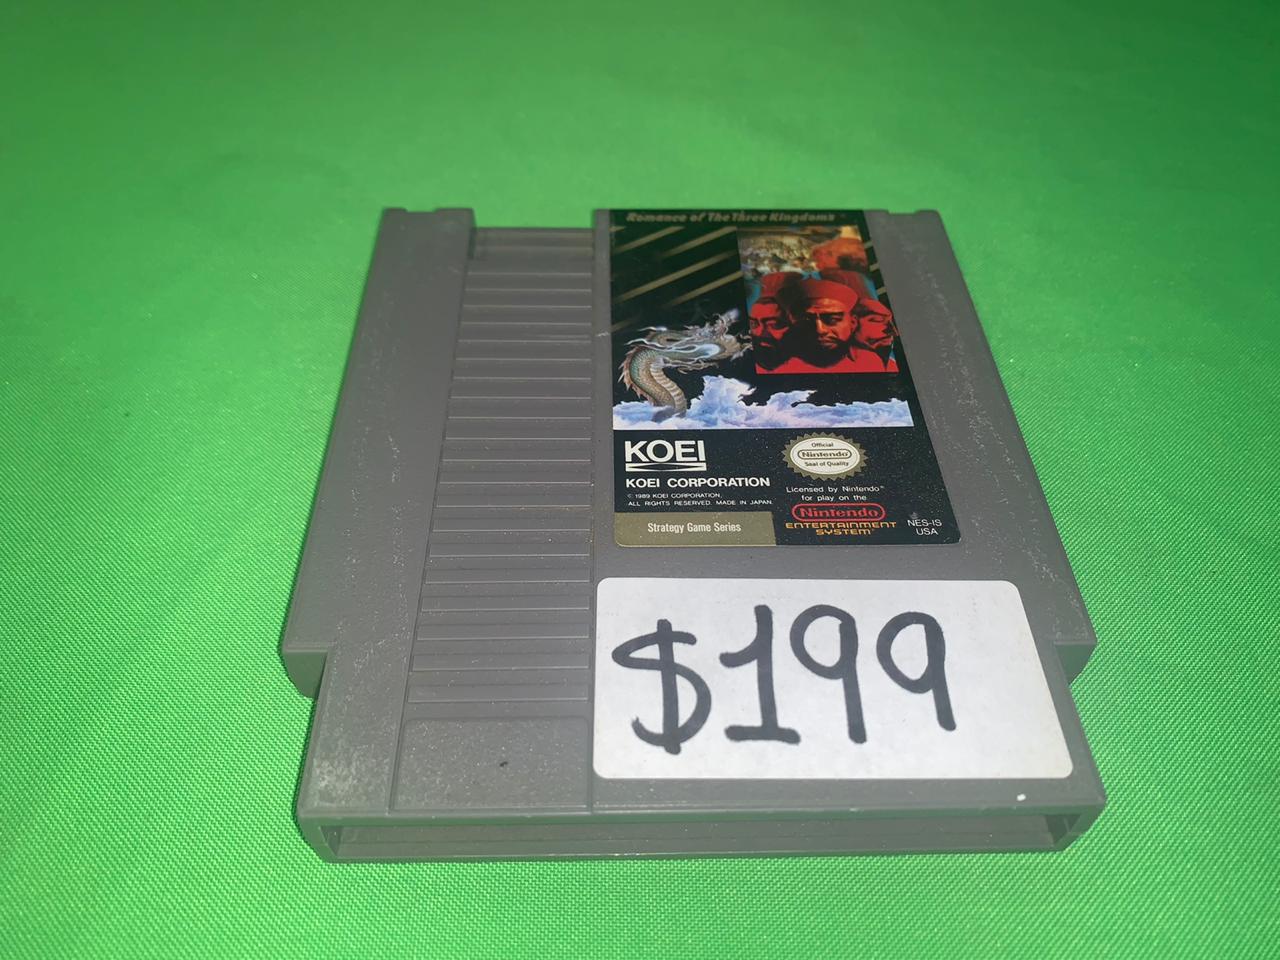 Romance of The Three Kingdoms™
KOEI
KOEI CORPORATION
© 1989 KOEI CORPORATION,
ALL RIGHTS RESERVED. MADE IN JAPAN.
Strategy Game Series
Official
Nintendo®
Seal of Quality
Licensed by Nintendo®
for play on the
Nintendo®
ENTERTAINMENT
SYSTEM®
NES-IS
USA
$199